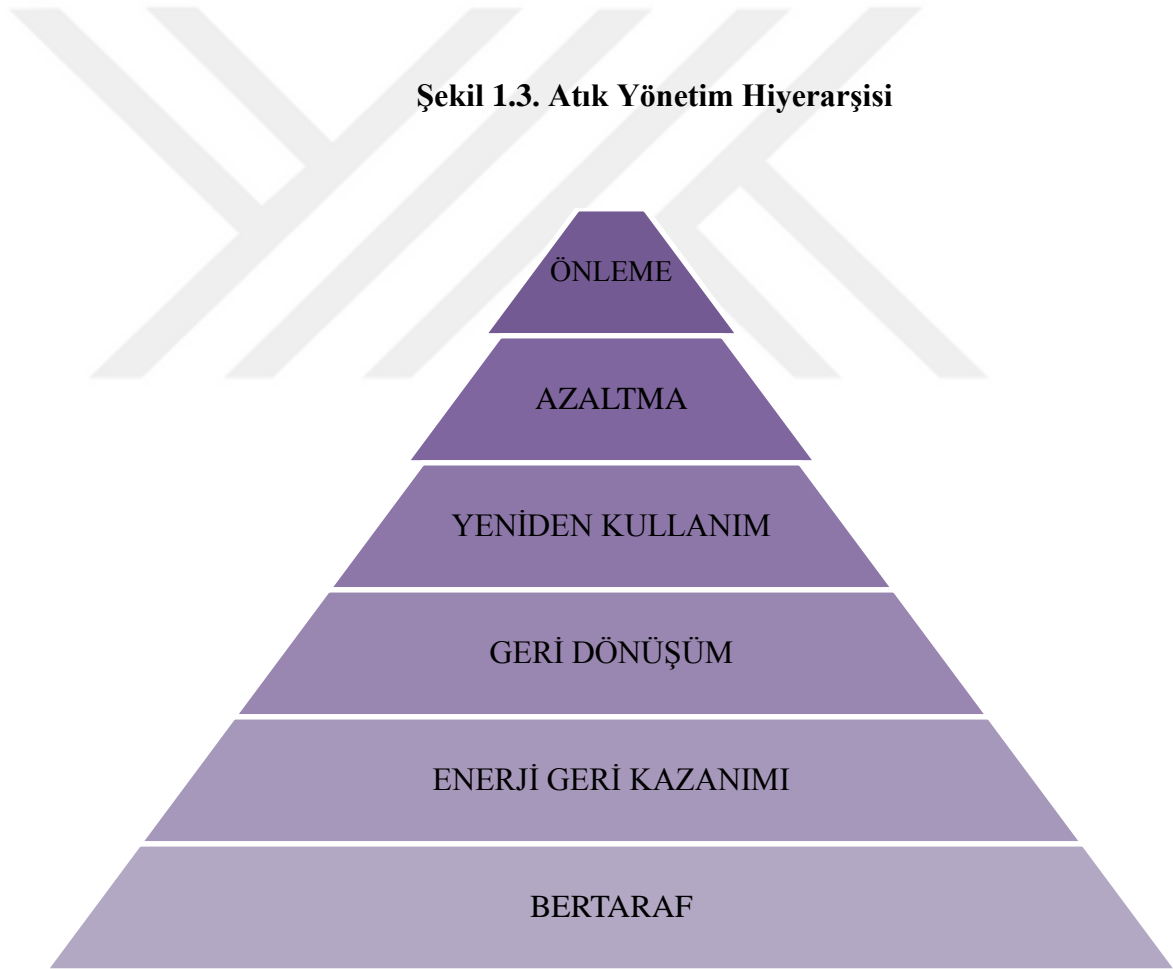 Şekil 1.3. Atık Yönetim Hiyerarşisi
ÖNLEME
AZALTMA
YENİDEN KULLANIM
GERİ DÖNÜŞÜM
ENERJİ GERİ KAZANIMI
BERTARAF